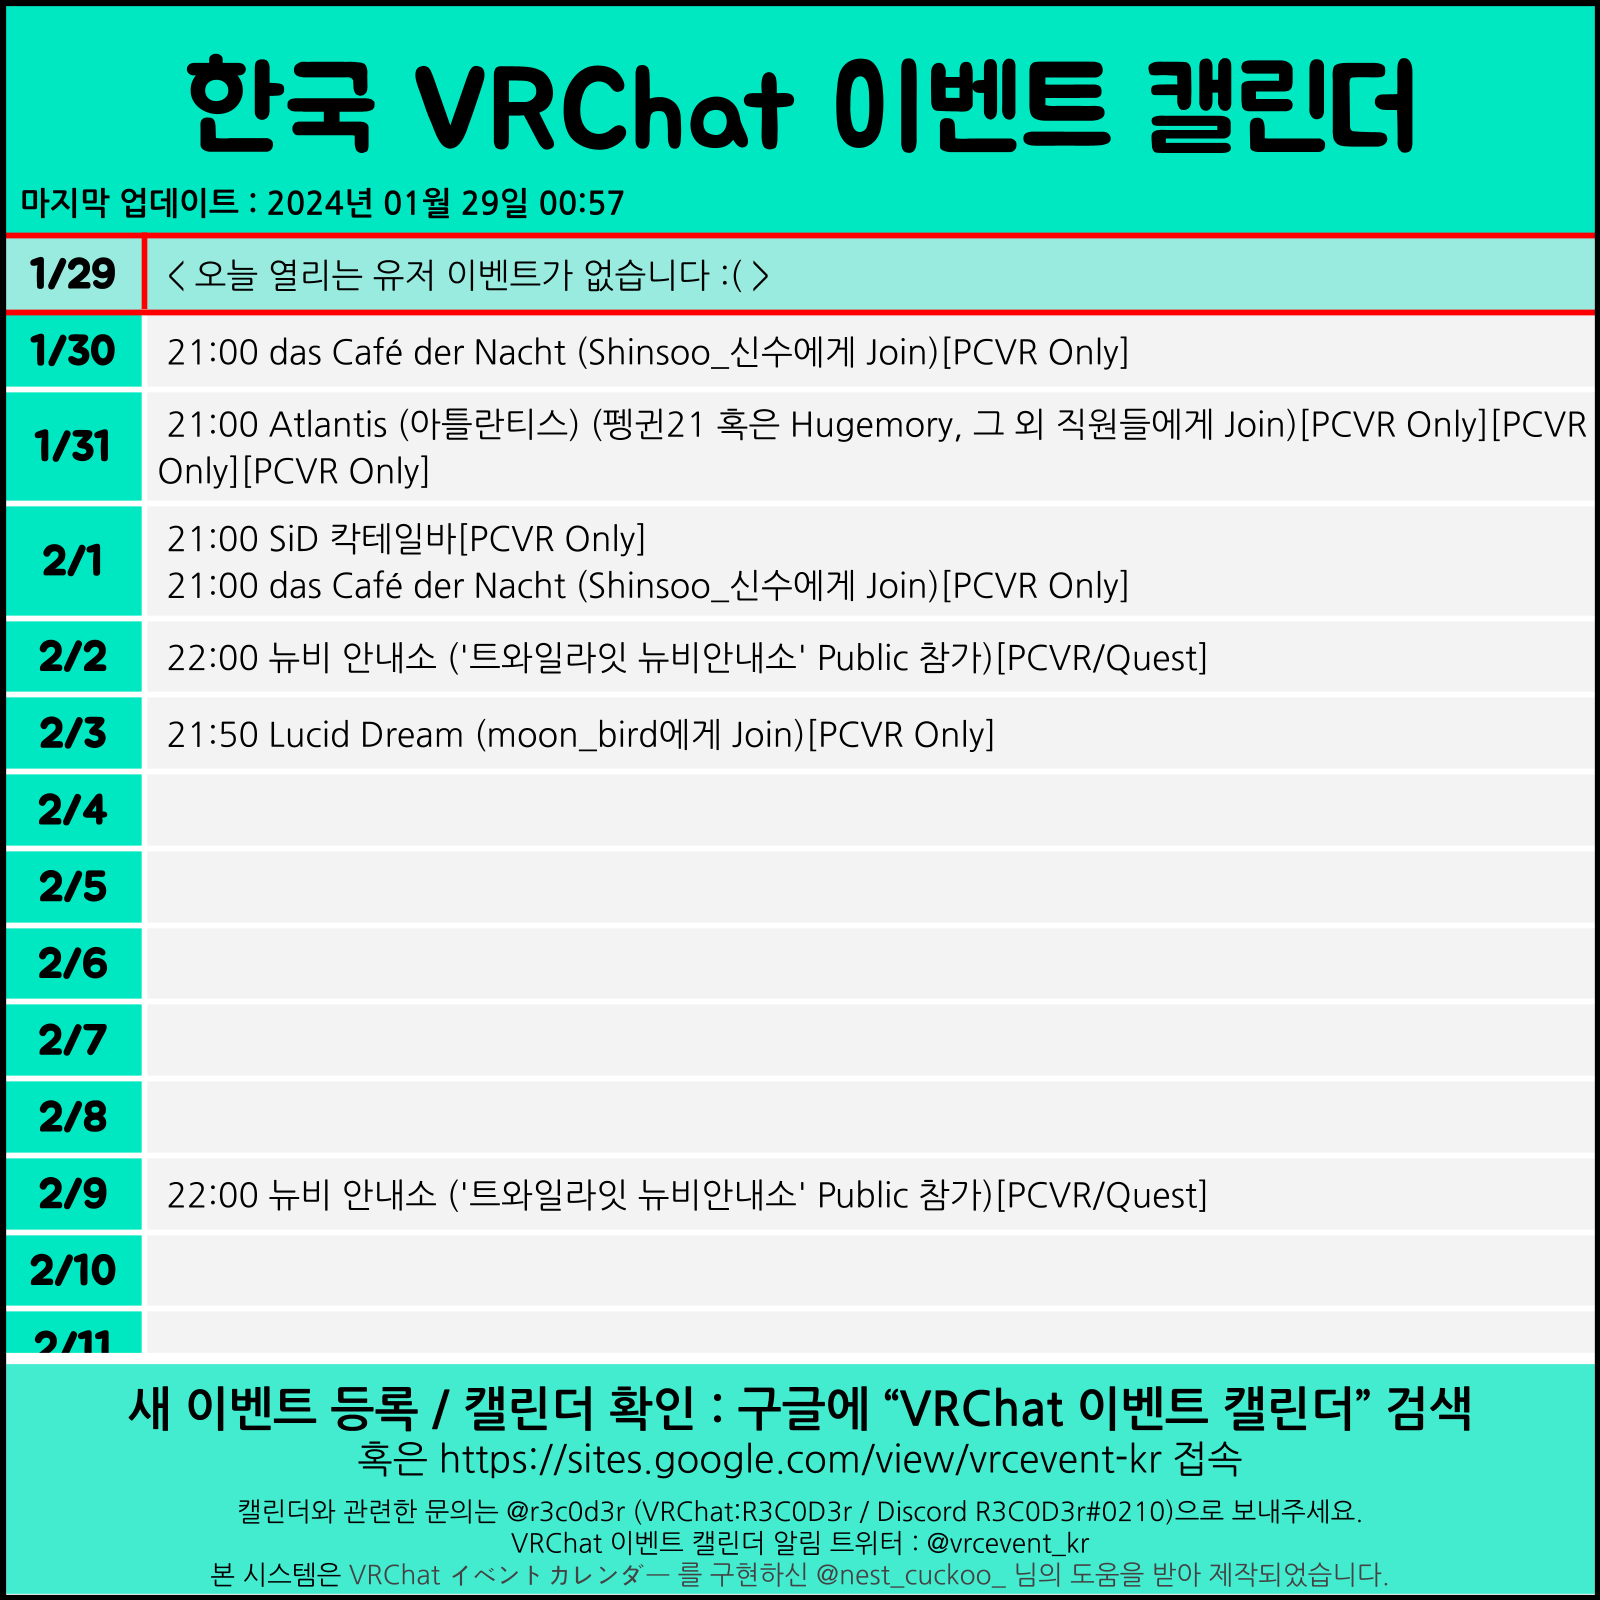 한국 VRChat 이벤트 캘린더
마지막 업데이트 : 2024년 01월 29일 00:57
1/29 < 오늘 열리는 유저 이벤트가 없습니다 :( >
1/30 21:00 das Café der Nacht (Shinsoo_신수에게 Join)[PCVR Only]
1/31 21:00 Atlantis (아틀란티스) (펭귄21 혹은 Hugemory, 그 외 직원들에게 Join)[PCVR Only][PCVR
Only][PCVR Only]
2/1 21:00 SiD 칵테일바[PCVR Only]
21:00 das Café der Nacht (Shinsoo_신수에게 Join)[PCVR Only]
2/2 22:00 뉴비 안내소 ('트와일라잇 뉴비안내소' Public 참가)[PCVR/Quest]
2/3 21:50 Lucid Dream (moon_bird에게 Join)[PCVR Only]
2/4
2/5
2/6
2/7
2/8
2/9 22:00 뉴비 안내소 ('트와일라잇 뉴비안내소' Public 참가)[PCVR/Quest]
2/10
2/11
새 이벤트 등록 / 캘린더 확인 : 구글에 “VRChat 이벤트 캘린더” 검색
혹은 https://sites.google.com/view/vrcevent-kr 접속
캘린더와 관련한 문의는 @r3c0d3r (VRChat:R3C0D3r / Discord R3C0D3r#0210)으로 보내주세요.
VRChat 이벤트 캘린더 알림 트위터 : @vrcevent_kr
본 시스템은 VRChat イベントカレンダー 를 구현하신 @nest_cuckoo_ 님의 도움을 받아 제작되었습니다.